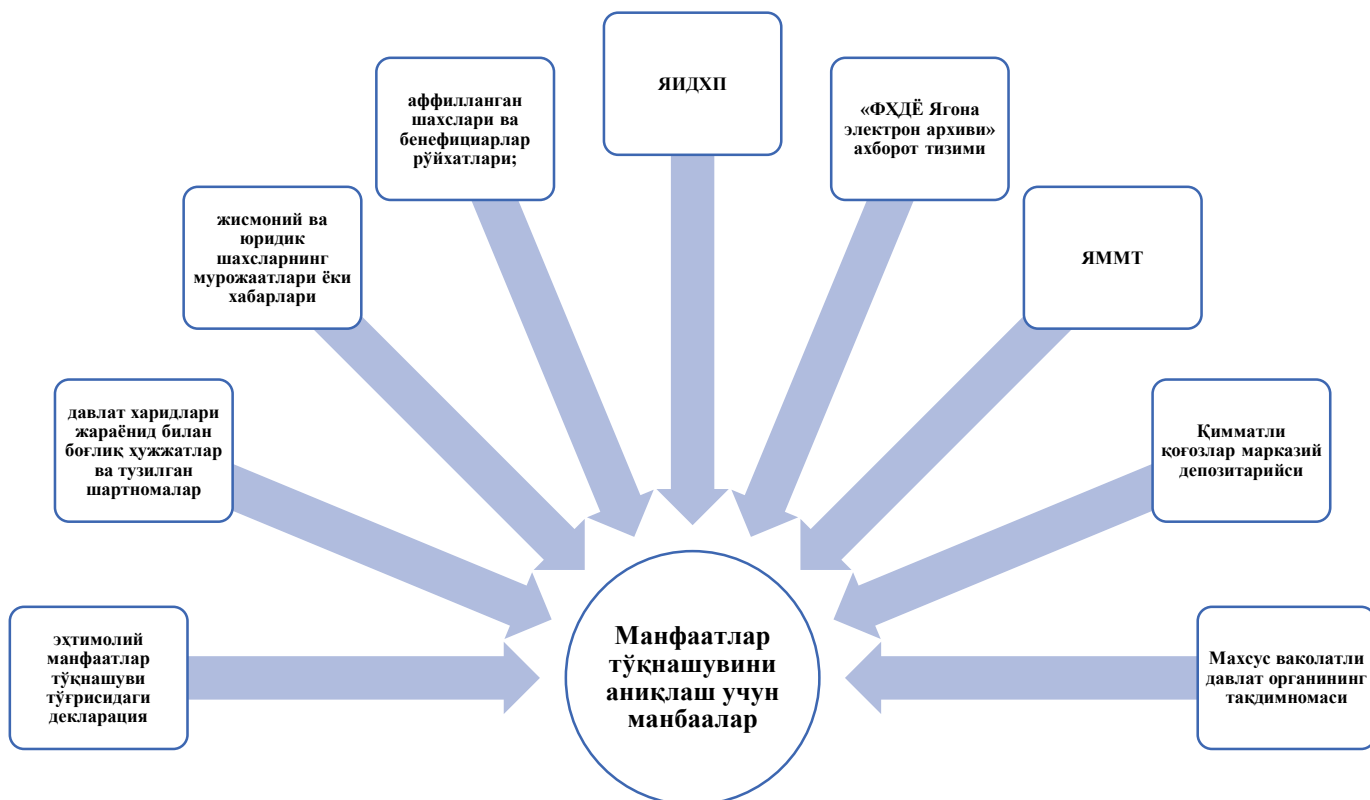 ЯИДХП
аффилланган
шахслари ва
бенефициарлар
рўйхатлари;
«ФҲДЁ Ягона
электрон архиви»
ахборот тизими
жисмоний ва
юридик
шахсларнинг
мурожаатлари ёки
хабарлари
ЯММТ
давлат харидлари
жараёнид билан
боғлиқ ҳужжатлар
ва тузилган
шартномалар
Қимматли
қоғозлар марказий
депозитарийси
эҳтимолий
манфаатлар
тўқнашуви
тўғрисидаги
декларация
Манфаатлар
тўқнашувини
аниқлаш учун
манбаалар
Махсус ваколатли
давлат органининг
тақдимномаси